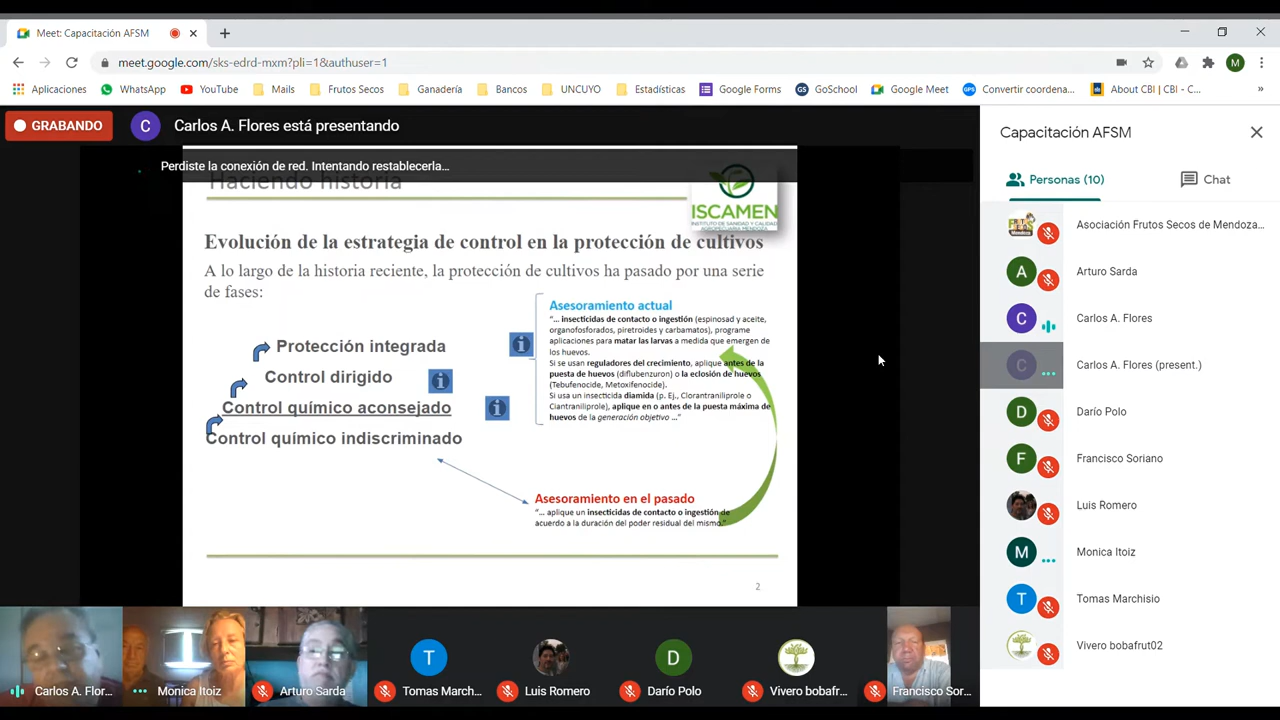 Meet: Capacitación AFSM
meet.google.com/sks-edrd-mxm?pli=1&authuser=1
M
Aplicaciones WhatsApp YouTube Mails Frutos Secos Ganadería Bancos UNCUYO Estadísticas Google Forms GoSchool Google Meet Convertir coordena... About CBI | CBI - C... »
GRABANDO
C Carlos A. Flores está presentando
Perdiste la conexión de red. Intentando restablecerla...
Haciendo historia
ISCAMEN
INSTITUTO DE SANIDAD Y CALIDAD
AGROPECUARIA MENDOZA
Evolución de la estrategia de control en la protección de cultivos
A lo largo de la historia reciente, la protección de cultivos ha pasado por una serie
de fases:
Protección integrada
Control dirigido
Control químico aconsejado
Control químico indiscriminado
Asesoramiento actual
"... insecticidas de contacto o ingestión (espinosad y aceite,
organofosforados, piretroides y carbamatos), programe
aplicaciones para matar las larvas a medida que emergen de
los huevos.
Si se usan reguladores del crecimiento, aplique antes de la
puesta de huevos (diflubenzuron) o la eclosión de huevos
(Tebufenocide, Metoxifenocide).
Si usa un insecticida diamida (p. Ej., Clorantraniliprole o
Ciantraniliprole), aplique en o antes de la puesta máxima de
huevos de la generación objetivo ..."
Asesoramiento en el pasado
"... aplique un insecticidas de contacto o ingestión de
acuerdo a la duración del poder residual del mismo."
2
Capacitación AFSM
Personas (10) Chat
Asociación Frutos Secos de Mendoza...
A Arturo Sarda
C Carlos A. Flores
C Carlos A. Flores (present.)
D Darío Polo
F Francisco Soriano
Luis Romero
M Monica Itoiz
T Tomas Marchisio
Vivero bobafrut02
T D
Carlos A. Flor... Monica Itoiz Arturo Sarda Tomas March... Luis Romero Darío Polo Vivero bobafr... Francisco Sor...